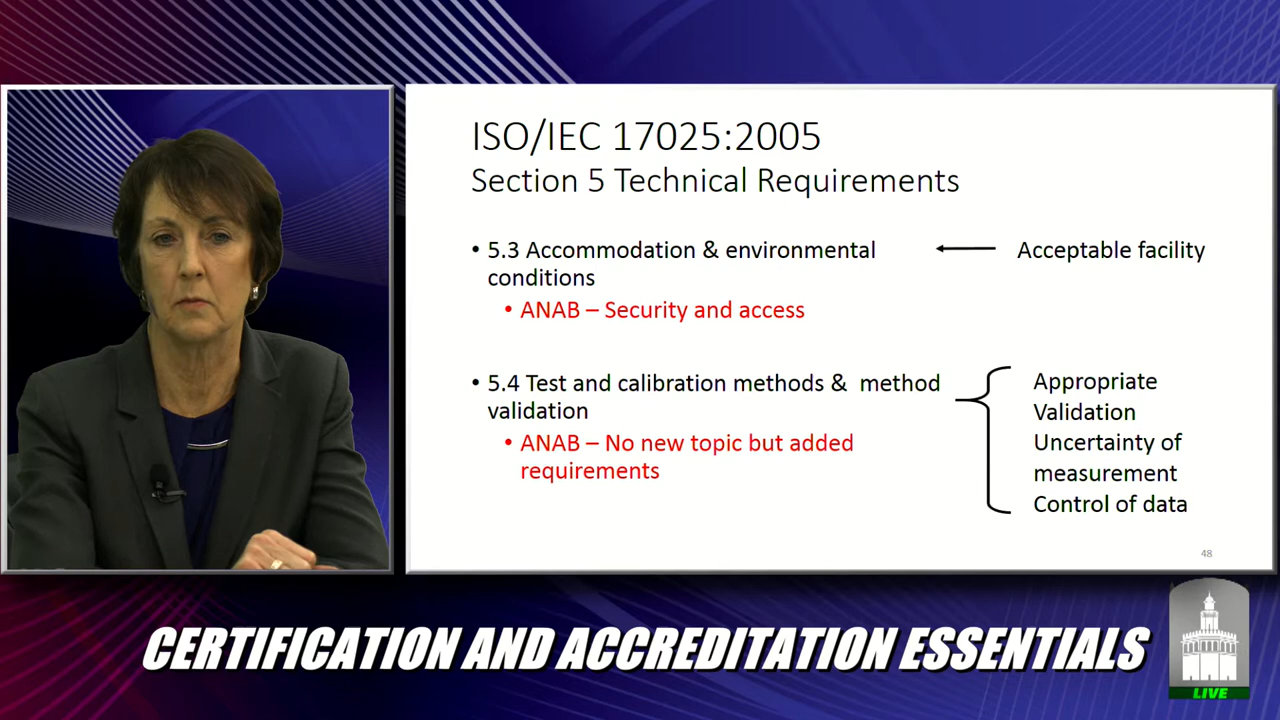 ISO/IEC 17025:2005
Section 5 Technical Requirements
• 5.3 Accommodation & environmental
conditions
Acceptable facility
• ANAB – Security and access
• 5.4 Test and calibration methods & method
validation
• ANAB – No new topic but added
requirements
Appropriate
Validation
Uncertainty of
measurement
Control of data
48
CERTIFICATION AND ACCREDITATION ESSENTIALS
LIVE